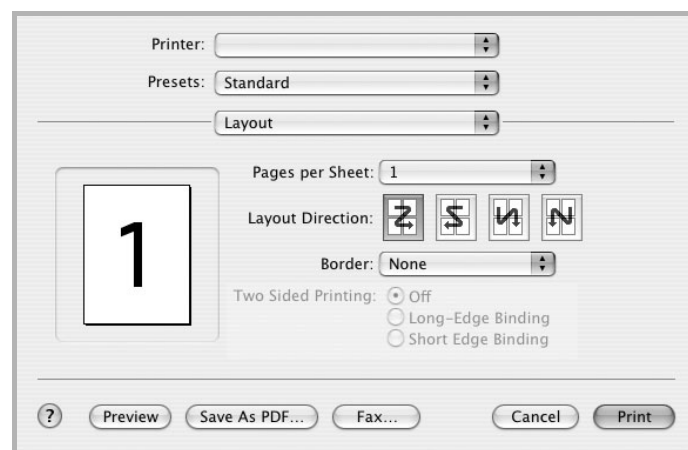 Printer:
Presets: Standard
Layout
Pages per Sheet: 1
1
Layout Direction:
Border: None
Two Sided Printing: Off
Long-Edge Binding
Short Edge Binding
? Preview Save As PDF... Fax... Cancel Print